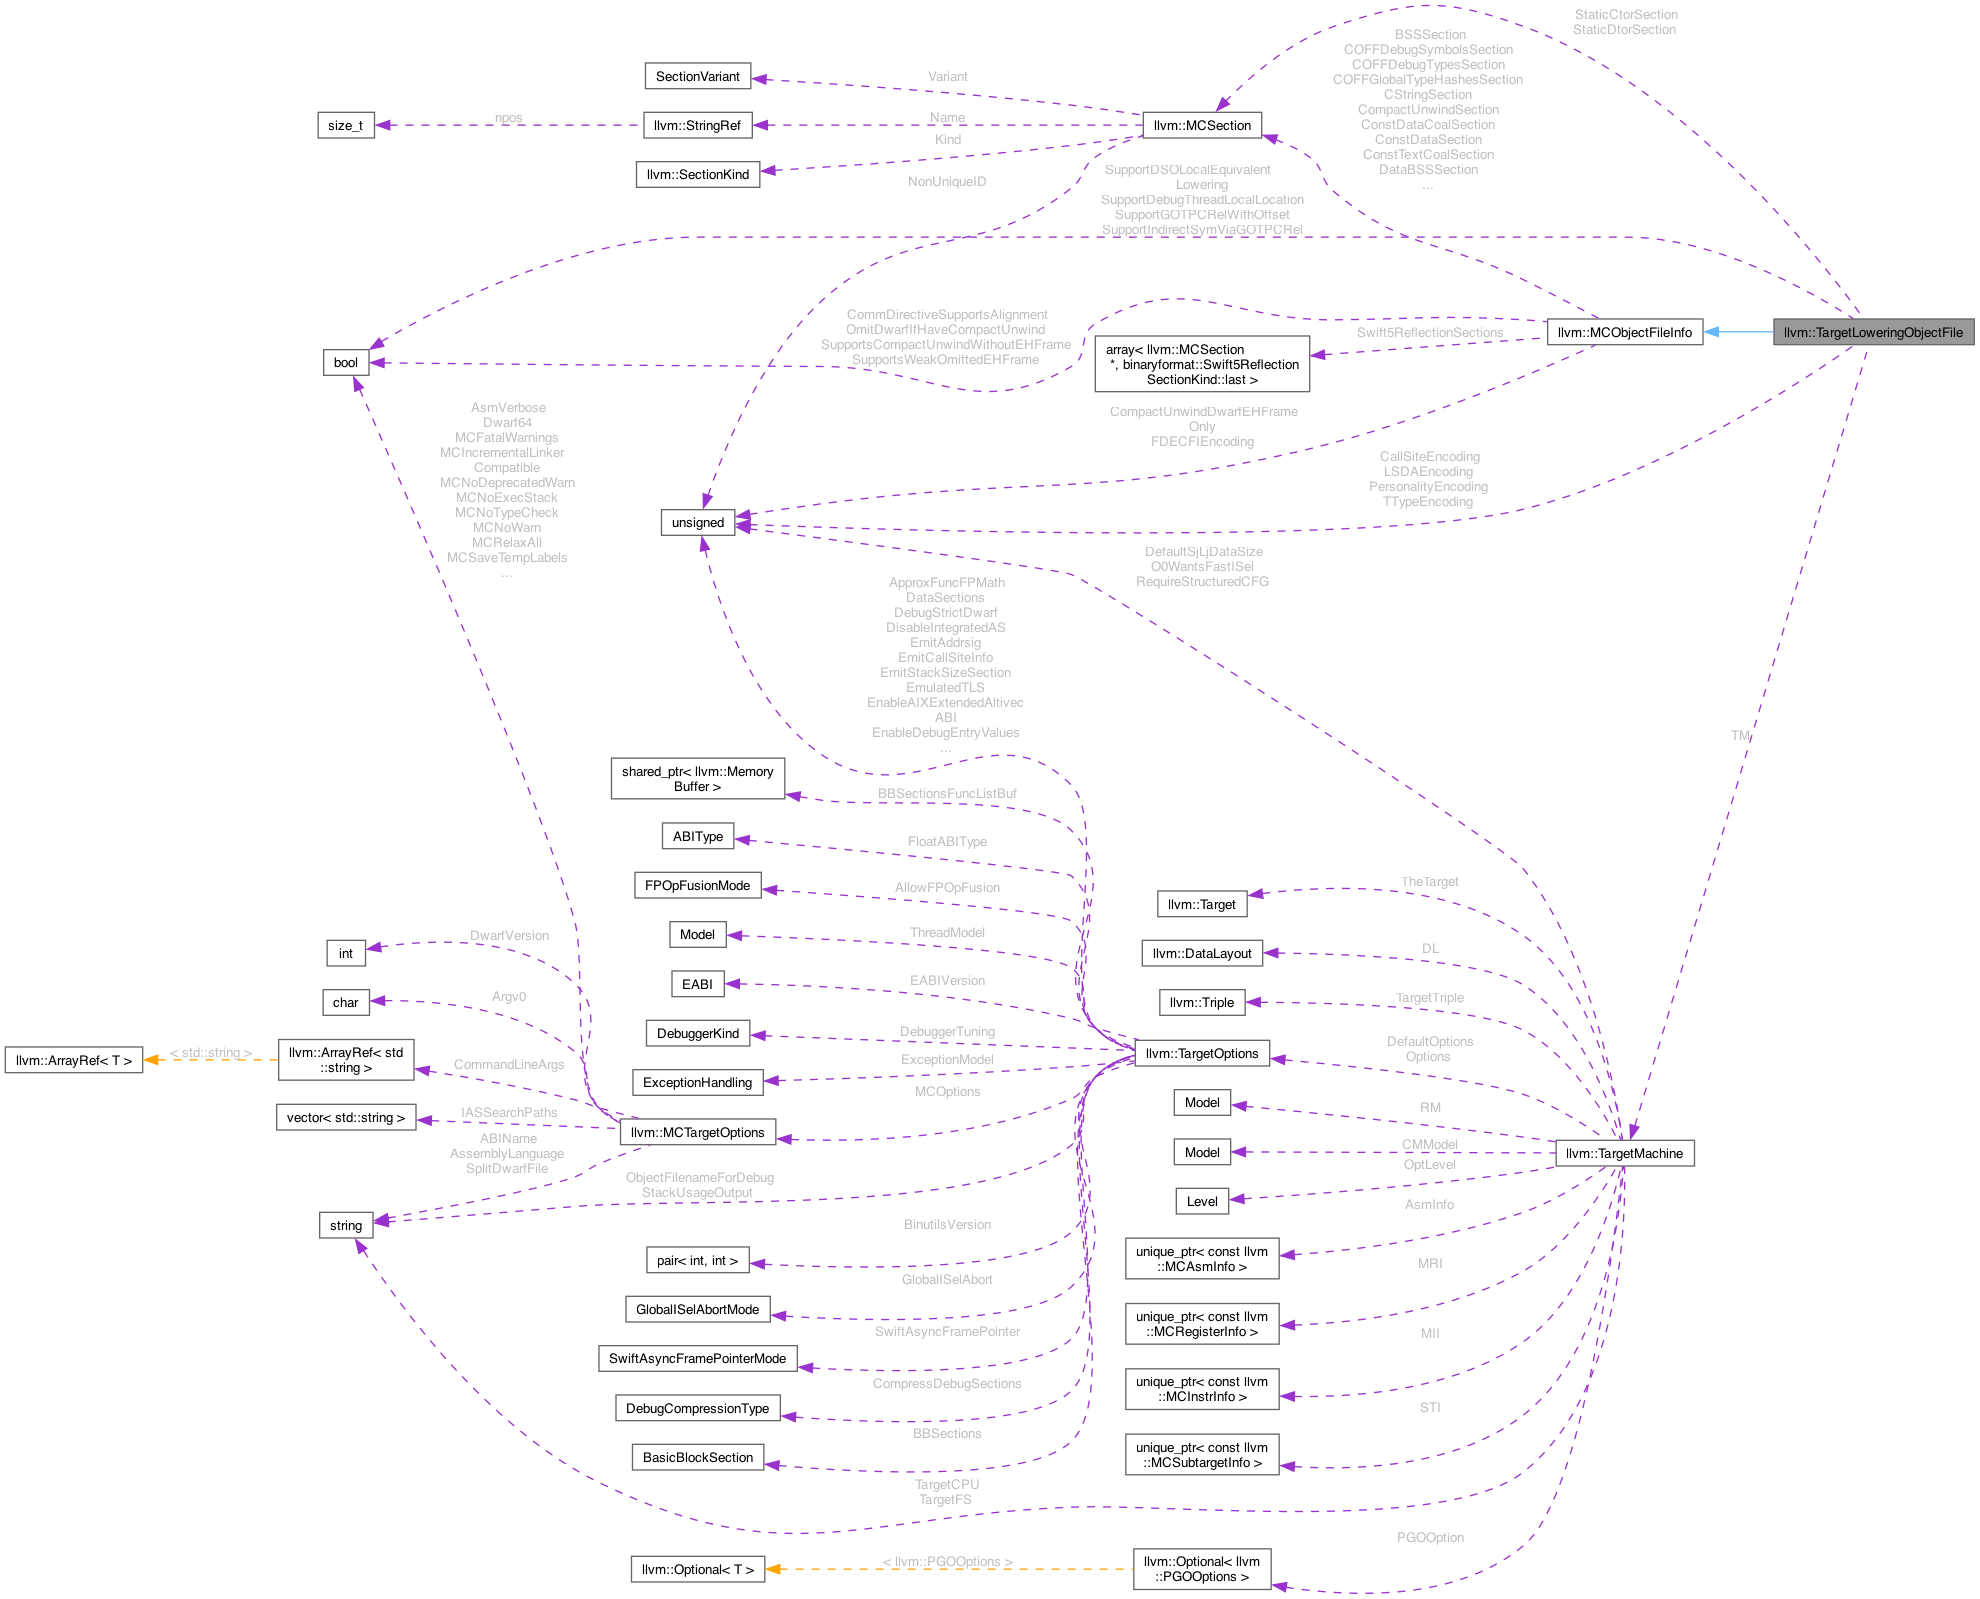 StaticCtorSection
StaticDtorSection
BSSSection
COFFDebugSymbolsSection
COFFDebugTypesSection
COFFGlobalTypeHashesSection
CStringSection
CompactUnwindSection
ConstDataCoalSection
ConstDataSection
ConstTextCoalSection
DataBSSSection
...
SectionVariant
Variant
size_t
npos
llvm::StringRef
Name
llvm::MCSection
Kind
llvm::SectionKind
NonUniqueID
SupportDSOLocalEquivalent
Lowering
SupportDebugThreadLocalLocation
SupportGOTPCRelWithOffset
SupportIndirectSymViaGOTPCRel
CommDirectiveSupportsAlignment
OmitDwarfIfHaveCompactUnwind
SupportsCompactUnwindWithoutEHFrame
SupportsWeakOmittedEHFrame
bool
array< llvm::MCSection
*, binaryformat::Swift5Reflection
SectionKind::last >
Swift5ReflectionSections
llvm::MCObjectFileInfo
llvm::TargetLoweringObjectFile
AsmVerbose
Dwarf64
MCFatalWarnings
MCIncrementalLinker
Compatible
MCNoDeprecatedWarn
MCNoExecStack
MCNoTypeCheck
MCNoWarn
MCRelaxAll
MCSaveTempLabels
...
CompactUnwindDwarfEHFrame
Only
FDECFIEncoding
CallSiteEncoding
LSDAEncoding
PersonalityEncoding
TTypeEncoding
unsigned
DefaultSjLjDataSize
O0WantsFastISel
RequireStructuredCFG
ApproxFuncFPMath
DataSections
DebugStrictDwarf
DisableIntegratedAS
EmitAddrsig
EmitCallSiteInfo
EmitStackSizeSection
EmulatedTLS
EnableAIXExtendedAltivec
ABI
EnableDebugEntryValues
...
TM
shared_ptr< llvm::Memory
Buffer >
BBSectionsFuncListBuf
ABIType
FloatABIType
FPOpFusionMode
AllowFPOpFusion
Model
ThreadModel
EABI
EABIVersion
DebuggerKind
DebuggerTuning
ExceptionHandling
ExceptionModel
MCOptions
llvm::Target
TheTarget
llvm::DataLayout
DL
llvm::Triple
TargetTriple
llvm::TargetOptions
DefaultOptions
Options
int
DwarfVersion
char
Argv0
llvm::ArrayRef< T >
< std::string >
llvm::ArrayRef< std
::string >
CommandLineArgs
vector< std::string >
IASSearchPaths
llvm::MCTargetOptions
ABIName
AssemblyLanguage
SplitDwarfFile
ObjectFilenameForDebug
StackUsageOutput
string
Model
RM
Model
CMModel
Level
OptLevel
llvm::TargetMachine
pair< int, int >
BinutilsVersion
GlobalISelAbortMode
GlobalISelAbort
SwiftAsyncFramePointerMode
SwiftAsyncFramePointer
DebugCompressionType
CompressDebugSections
BasicBlockSection
BBSections
unique_ptr< const llvm
::MCAsmInfo >
AsmInfo
unique_ptr< const llvm
::MCRegisterInfo >
MRI
unique_ptr< const llvm
::MCInstrInfo >
MII
unique_ptr< const llvm
::MCSubtargetInfo >
STI
TargetCPU
TargetFS
llvm::Optional< T >
< llvm::PGOOptions >
llvm::Optional< llvm
::PGOOptions >
PGOOption